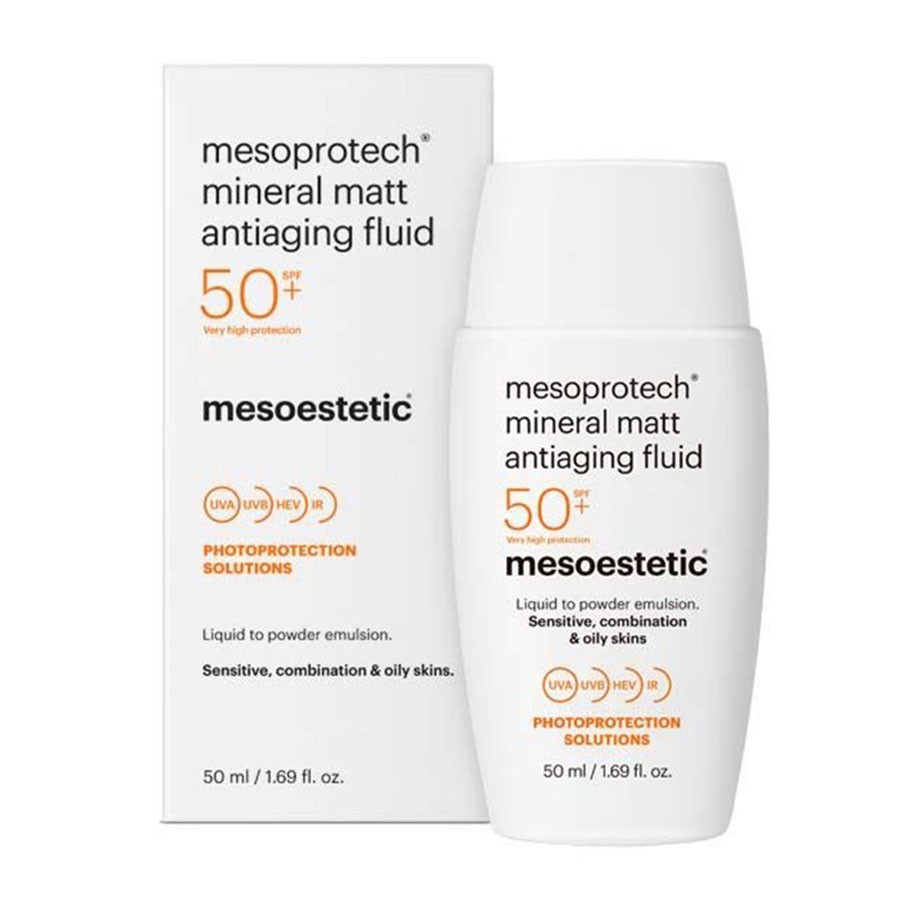 mesoprotech®
mineral matt
antiaging fluid
50+ SPF
Very high protection
mesoestetic®
UVA UVB HEV IR
PHOTOPROTECTION
SOLUTIONS
Liquid to powder emulsion.
Sensitive, combination & oily skins.
50 ml / 1.69 fl. oz.
mesoprotech®
mineral matt
antiaging fluid
50+ SPF
Very high protection
mesoestetic®
Liquid to powder emulsion.
Sensitive, combination
& oily skins
UVA UVB HEV IR
PHOTOPROTECTION
SOLUTIONS
50 ml / 1.69 fl. oz.